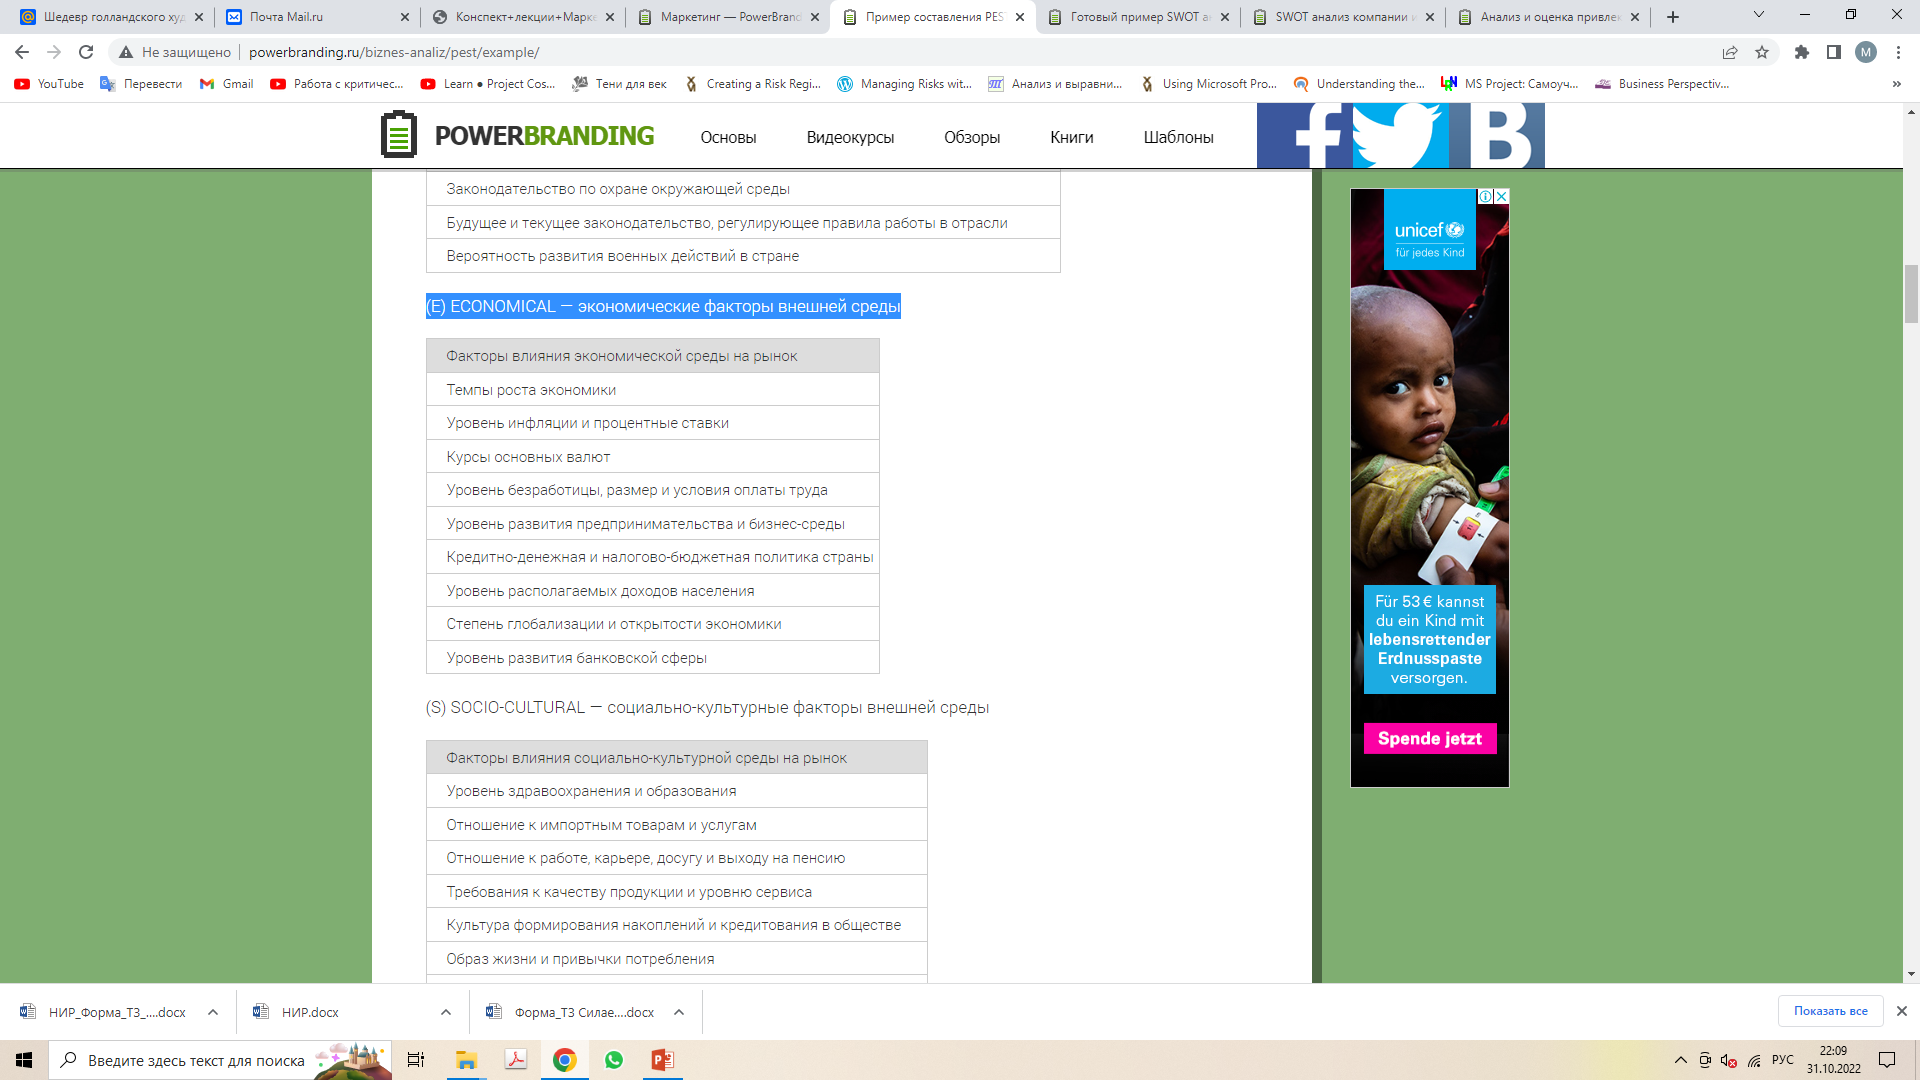 Шедевр голландского худ
Почта Mail.ru
Конспект+лекции+Марке
Маркетинг — PowerBrand
Пример составления PES
Готовый пример SWOT а
SWOT анализ компании и
Анализ и оценка привлек
Не защищено
powerbranding.ru/biznes-analiz/pest/example/
M
YouTube
Перевести
Gmail
Работа с критичес...
Learn ● Project Cos...
Тени для век
Creating a Risk Regi...
Managing Risks wit...
Анализ и выравни...
Using Microsoft Pro...
Understanding the...
MS Project: Самоуч...
Business Perspectiv...
»
POWERBRANDING
Основы
Видеокурсы
Обзоры
Книги
Шаблоны
Законодательство по охране окружающей среды
Будущее и текущее законодательство, регулирующее правила работы в отрасли
Вероятность развития военных действий в стране
(E) ECONOMICAL — экономические факторы внешней среды
Факторы влияния экономической среды на рынок
Темпы роста экономики
Уровень инфляции и процентные ставки
Курсы основных валют
Уровень безработицы, размер и условия оплаты труда
Уровень развития предпринимательства и бизнес-среды
Кредитно-денежная и налогово-бюджетная политика страны
Уровень располагаемых доходов населения
Степень глобализации и открытости экономики
Уровень развития банковской сферы
(S) SOCIO-CULTURAL — социально-культурные факторы внешней среды
Факторы влияния социально-культурной среды на рынок
Уровень здравоохранения и образования
Отношение к импортным товарам и услугам
Отношение к работе, карьере, досугу и выходу на пенсию
Требования к качеству продукции и уровню сервиса
Культура формирования накоплений и кредитования в обществе
Образ жизни и привычки потребления
unicef
für jedes Kind
Für 53 € kannst
du ein Kind mit
lebensrettender
Erdnusspaste
versorgen.
Spende jetzt
НИР_Форма_ТЗ_....docx
НИР.docx
Форма_ТЗ Силае....docx
Показать все
Введите здесь текст для поиска
РУС
22:09
31.10.2022